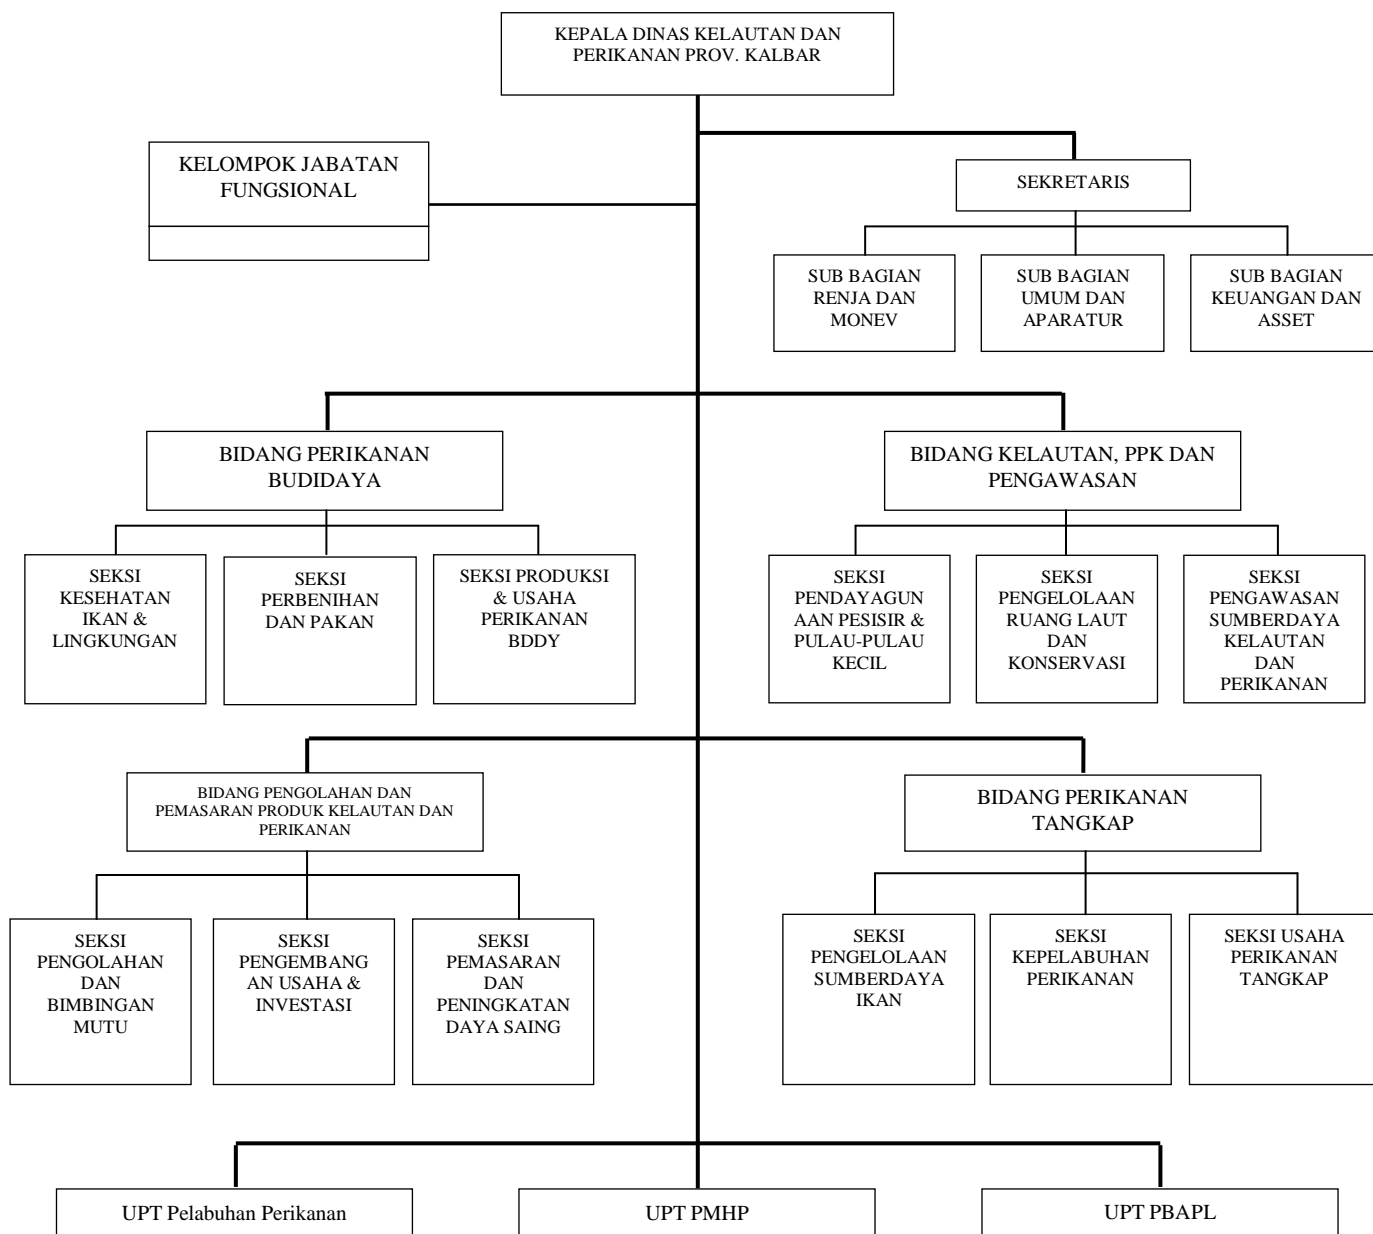 KEPALA DINAS KELAUTAN DAN
PERIKANAN PROV. KALBAR
KELOMPOK JABATAN
FUNGSIONAL
SEKRETARIS
SUB BAGIAN
RENJA DAN
MONEV
SUB BAGIAN
UMUM DAN
APARATUR
SUB BAGIAN
KEUANGAN DAN
ASSET
BIDANG PERIKANAN
BUDIDAYA
BIDANG KELAUTAN, PPK DAN
PENGAWASAN
SEKSI
KESEHATAN
IKAN &
LINGKUNGAN
SEKSI
PERBENIHAN
DAN PAKAN
SEKSI PRODUKSI
& USAHA
PERIKANAN
BDDY
SEKSI
PENDAYAGUN
AAN PESISIR &
PULAU-PULAU
KECIL
SEKSI
PENGELOLAAN
RUANG LAUT
DAN
KONSERVASI
SEKSI
PENGAWASAN
SUMBERDAYA
KELAUTAN
DAN
PERIKANAN
BIDANG PENGOLAHAN DAN
PEMASARAN PRODUK KELAUTAN DAN
PERIKANAN
BIDANG PERIKANAN
TANGKAP
SEKSI
PENGOLAHAN
DAN
BIMBINGAN
MUTU
SEKSI
PENGEMBANG
AN USAHA &
INVESTASI
SEKSI
PEMASARAN
DAN
PENINGKATAN
DAYA SAING
SEKSI
PENGELOLAAN
SUMBERDAYA
IKAN
SEKSI
KEPELABUHAN
PERIKANAN
SEKSI USAHA
PERIKANAN
TANGKAP
UPT Pelabuhan Perikanan
UPT PMHP
UPT PBAPL